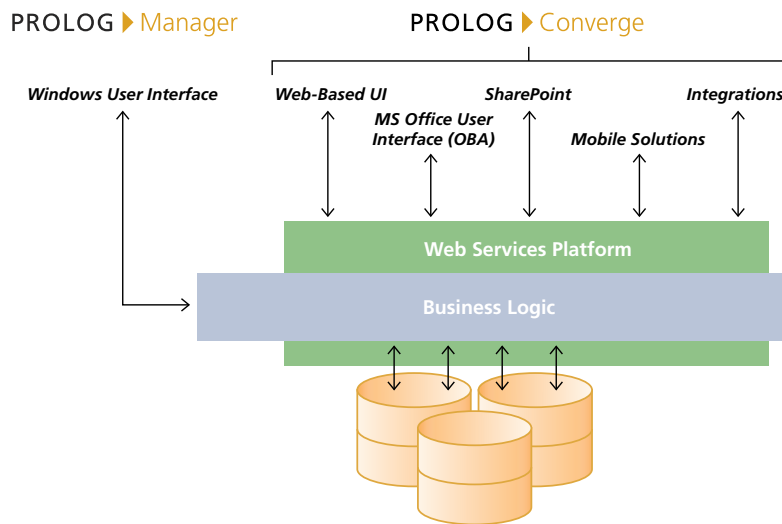 PROLOG Manager
PROLOG Converge
Windows User Interface
Web-Based UI
SharePoint
Integrations
MS Office User
Interface (OBA)
Mobile Solutions
Web Services Platform
Business Logic